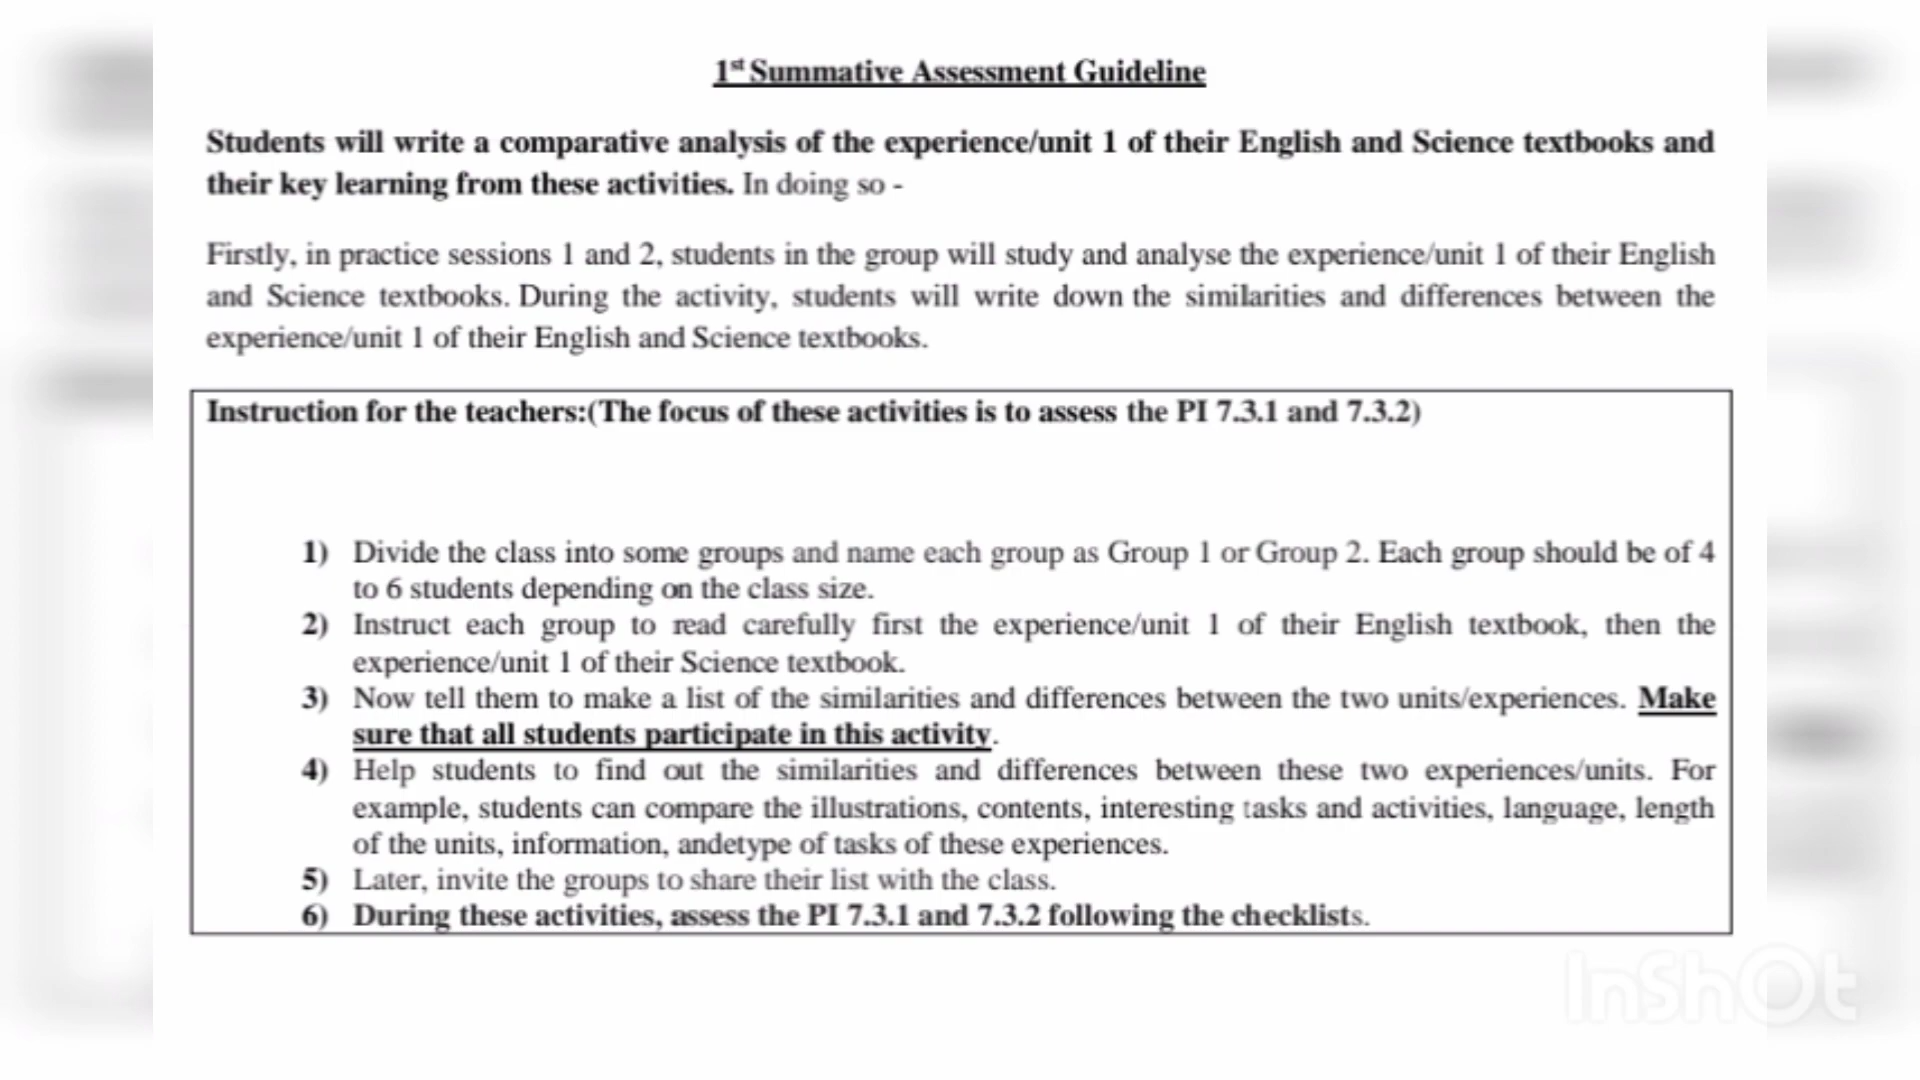 1st Summative Assessment Guideline
Students will write a comparative analysis of the experience/unit 1 of their English and Science textbooks and
their key learning from these activities. In doing so -
Firstly, in practice sessions 1 and 2, students in the group will study and analyse the experience/unit 1 of their English
and Science textbooks. During the activity, students will write down the similarities and differences between the
experience/unit 1 of their English and Science textbooks.
Instruction for the teachers:(The focus of these activities is to assess the PI 7.3.1 and 7.3.2)
1) Divide the class into some groups and name each group as Group 1 or Group 2. Each group should be of 4
to 6 students depending on the class size.
2) Instruct each group to read carefully first the experience/unit 1 of their English textbook, then the
experience/unit 1 of their Science textbook.
3) Now tell them to make a list of the similarities and differences between the two units/experiences. Make
sure that all students participate in this activity.
4) Help students to find out the similarities and differences between these two experiences/units. For
example, students can compare the illustrations, contents, interesting tasks and activities, language, length
of the units, information, andetype of tasks of these experiences.
5) Later, invite the groups to share their list with the class.
6) During these activities, assess the PI 7.3.1 and 7.3.2 following the checklists.
InShOt